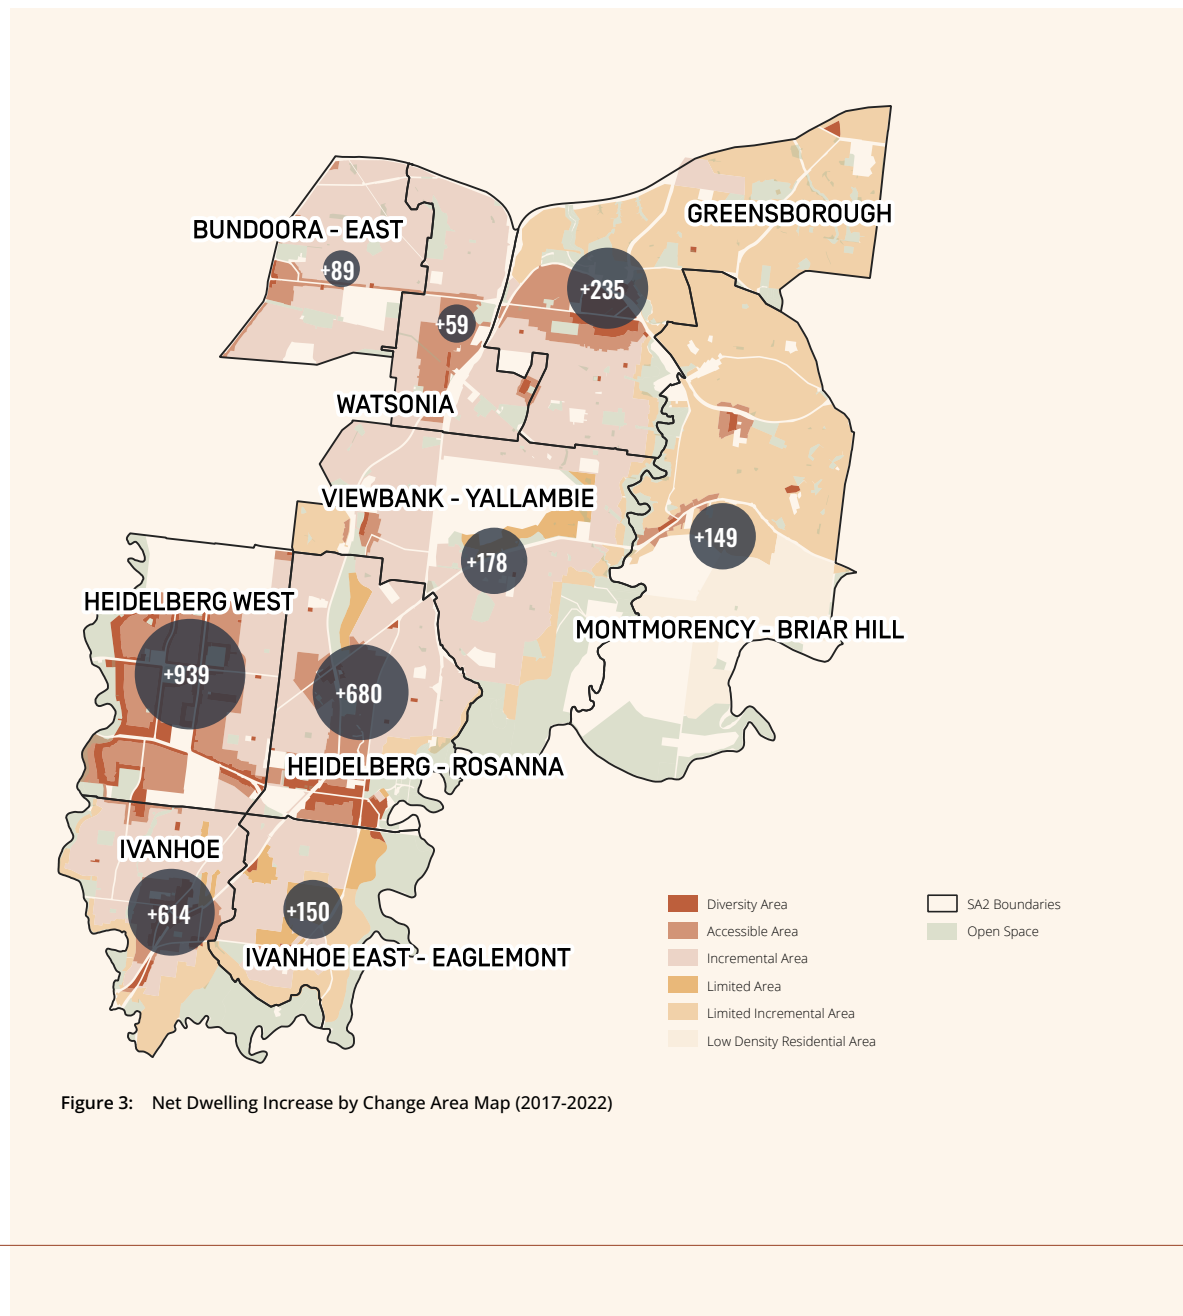 GREENSBOROUGH
BUNDOORA - EAST
+89
+235
+59
WATSONIA
VIEWBANK - YALLAMBIE
+149
+178
HEIDELBERG WEST
MONTMORENCY - BRIAR HILL
+939
+680
HEIDELBERG - ROSANNA
IVANHOE
+614
+150
IVANHOE EAST - EAGLEMONT
Diversity Area
Accessible Area
Incremental Area
Limited Area
Limited Incremental Area
Low Density Residential Area
SA2 Boundaries
Open Space
Figure 3: Net Dwelling Increase by Change Area Map (2017-2022)